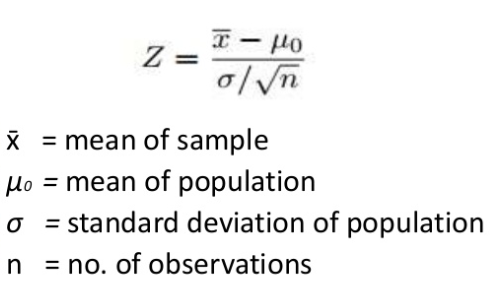 Z = (x̄ − μ₀) / (σ/√n)
x̄ = mean of sample
μ₀ = mean of population
σ = standard deviation of population
n = no. of observations